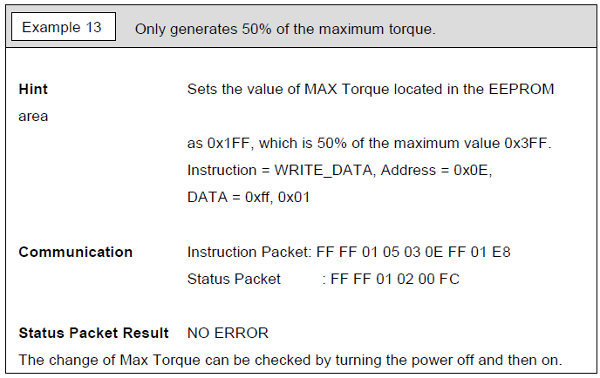 Example 13 Only generates 50% of the maximum torque.
Hint Sets the value of MAX Torque located in the EEPROM
area
as 0x1FF, which is 50% of the maximum value 0x3FF.
Instruction = WRITE_DATA, Address = 0x0E,
DATA = 0xff, 0x01
Communication Instruction Packet: FF FF 01 05 03 0E FF 01 E8
Status Packet : FF FF 01 02 00 FC
Status Packet Result NO ERROR
The change of Max Torque can be checked by turning the power off and then on.